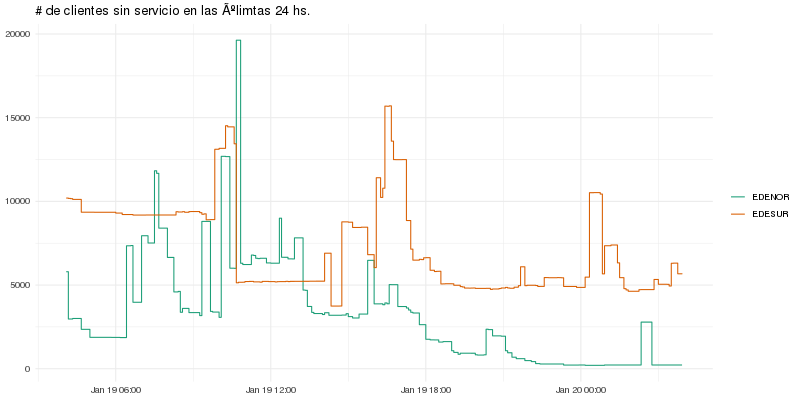 # de clientes sin servicio en las Ãºlimtas 24 hs.
20000
15000
10000
5000
0
Jan 19 06:00
Jan 19 12:00
Jan 19 18:00
Jan 20 00:00
EDENOR
EDESUR